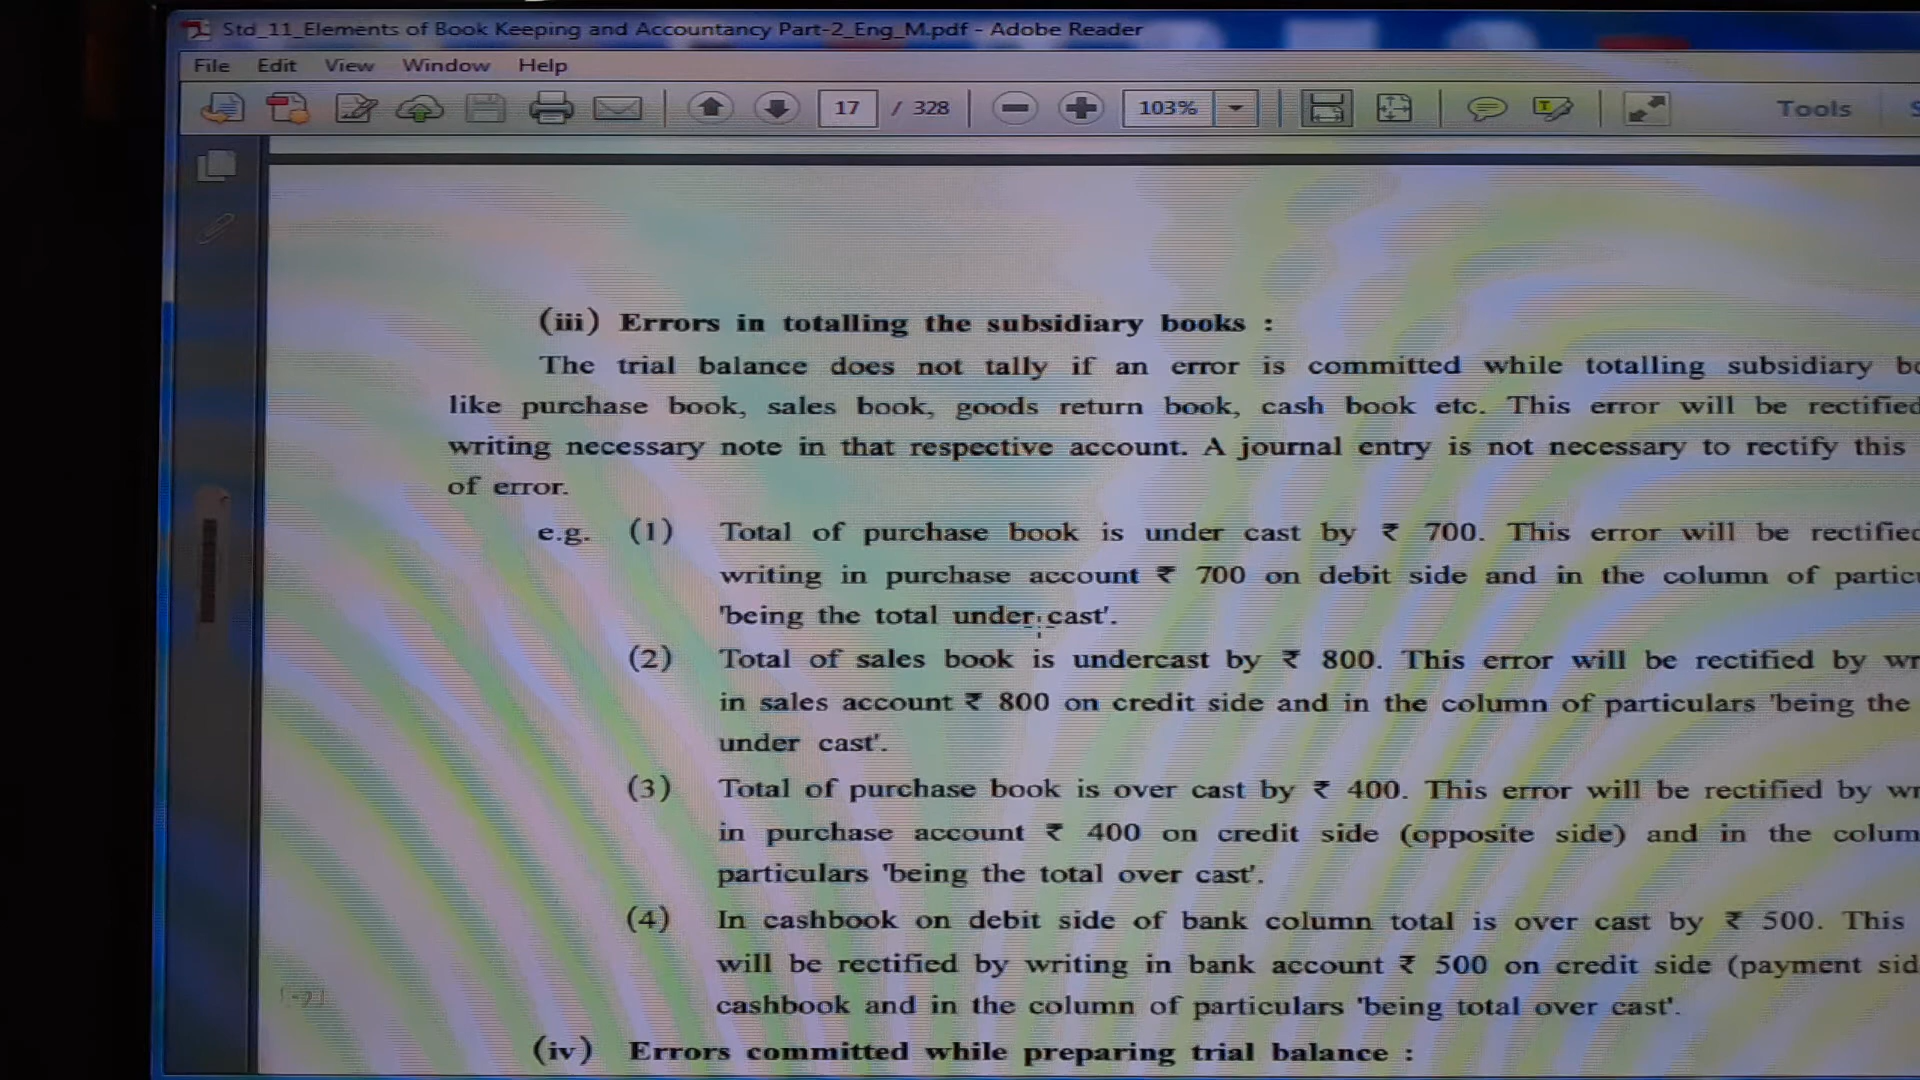 Std_11_Elements of Book Keeping and Accountancy Part-2_Eng_M.pdf - Adobe Reader
File Edit View Window Help
17 / 328 103% Tools
(iii) Errors in totalling the subsidiary books :
The trial balance does not tally if an error is committed while totalling subsidiary
like purchase book, sales book, goods return book, cash book etc. This error will be rectified
writing necessary note in that respective account. A journal entry is not necessary to rectify this
of error.
e.g. (1) Total of purchase book is under cast by ₹ 700. This error will be rectified
writing in purchase account ₹ 700 on debit side and in the column of
'being the total under cast'.
(2) Total of sales book is undercast by ₹ 800. This error will be rectified by
in sales account ₹ 800 on credit side and in the column of particulars 'being the
under cast'.
(3) Total of purchase book is over cast by ₹ 400. This error will be rectified by
in purchase account ₹ 400 on credit side (opposite side) and in the
particulars 'being the total over cast'.
(4) In cashbook on debit side of bank column total is over cast by ₹ 500. This
will be rectified by writing in bank account ₹ 500 on credit side (payment
cashbook and in the column of particulars 'being total over cast'.
(iv) Errors committed while preparing trial balance :